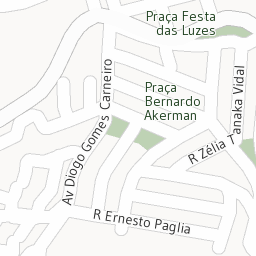 Praça Festa
das Luzes
Praça
Bernardo
Akerman
Av Diogo Gomes Carneiro
R Zélia Tanaka Vidal
R Ernesto Paglia